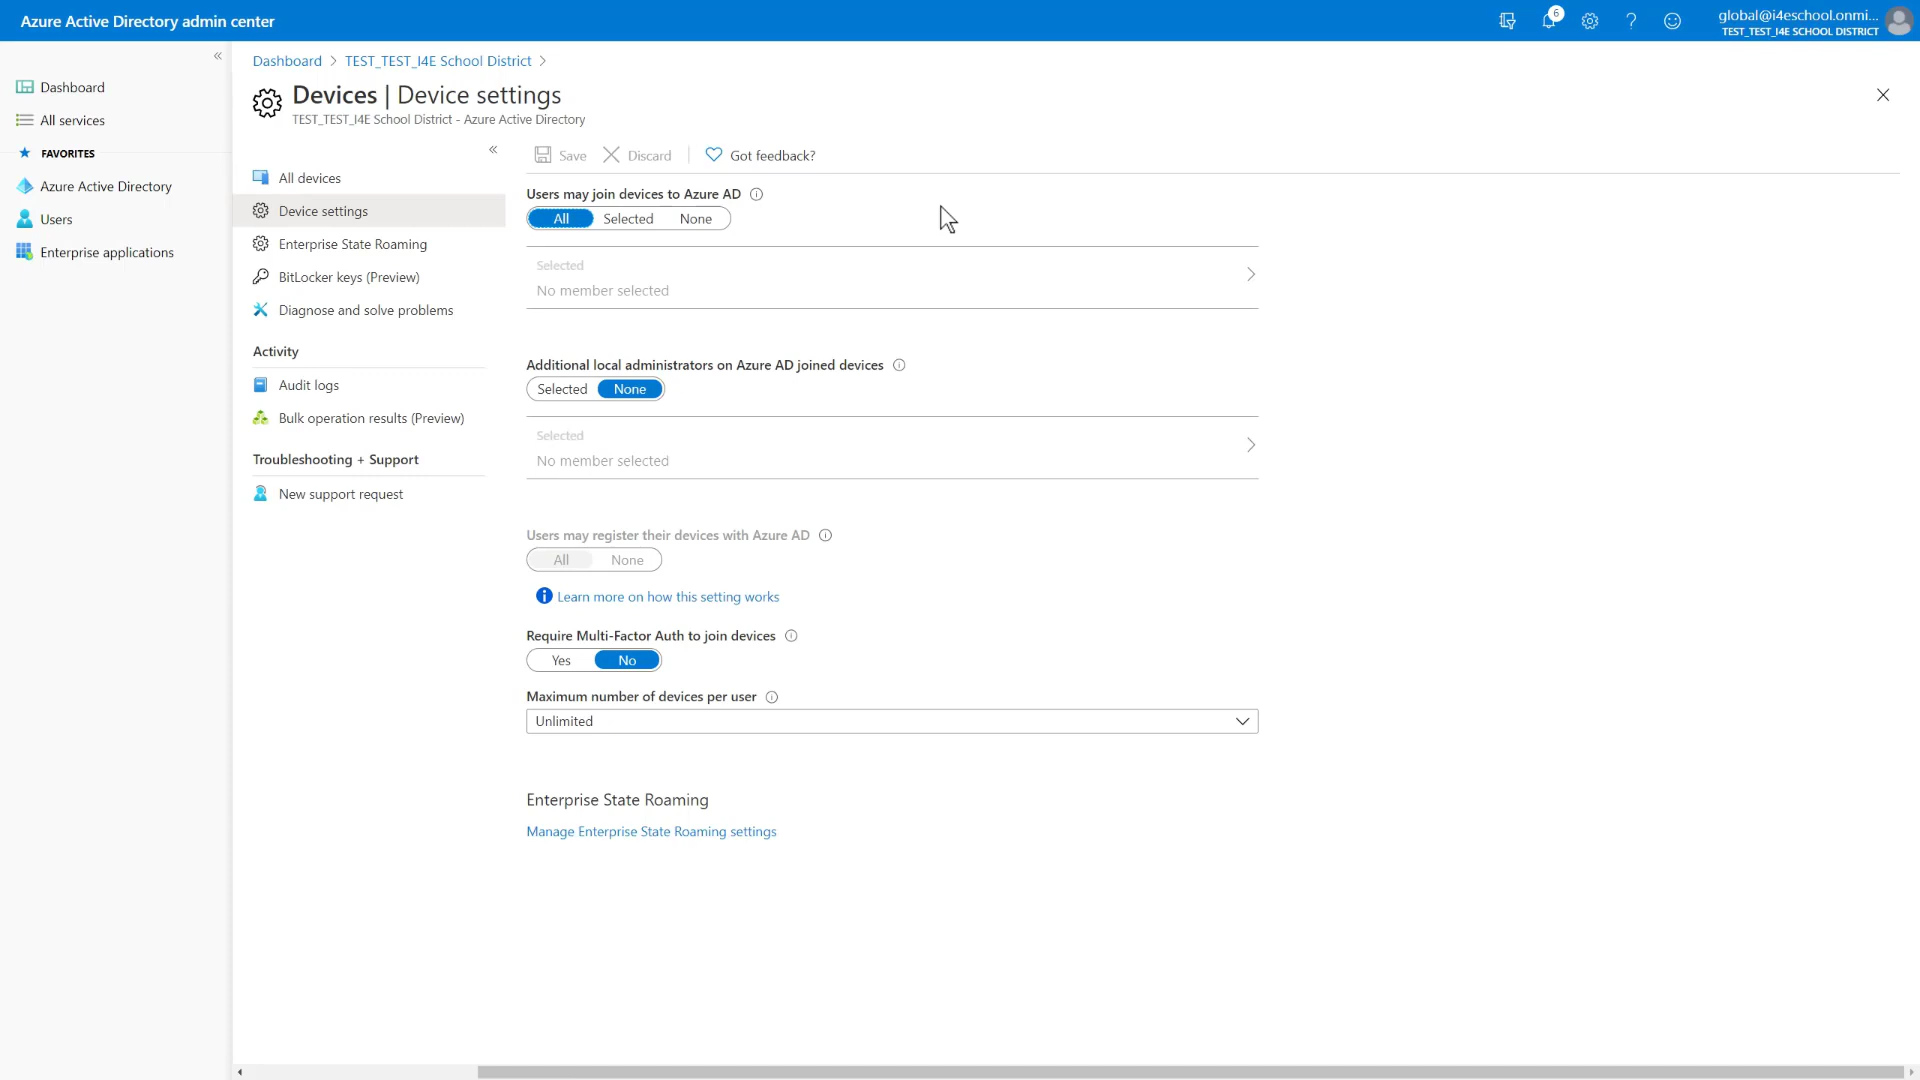 Azure Active Directory admin center
6
global@i4eschool.onmi...
TEST_TEST_I4E SCHOOL DISTRICT
Dashboard
All services
FAVORITES
Azure Active Directory
Users
Enterprise applications
Dashboard > TEST_TEST_I4E School District >
Devices | Device settings
TEST_TEST_I4E School District - Azure Active Directory
All devices
Device settings
Enterprise State Roaming
BitLocker keys (Preview)
Diagnose and solve problems
Activity
Audit logs
Bulk operation results (Preview)
Troubleshooting + Support
New support request
Save Discard | Got feedback?
Users may join devices to Azure AD
All Selected None
Selected
No member selected
Additional local administrators on Azure AD joined devices
Selected None
Selected
No member selected
Users may register their devices with Azure AD
All None
Learn more on how this setting works
Require Multi-Factor Auth to join devices
Yes No
Maximum number of devices per user
Unlimited
Enterprise State Roaming
Manage Enterprise State Roaming settings